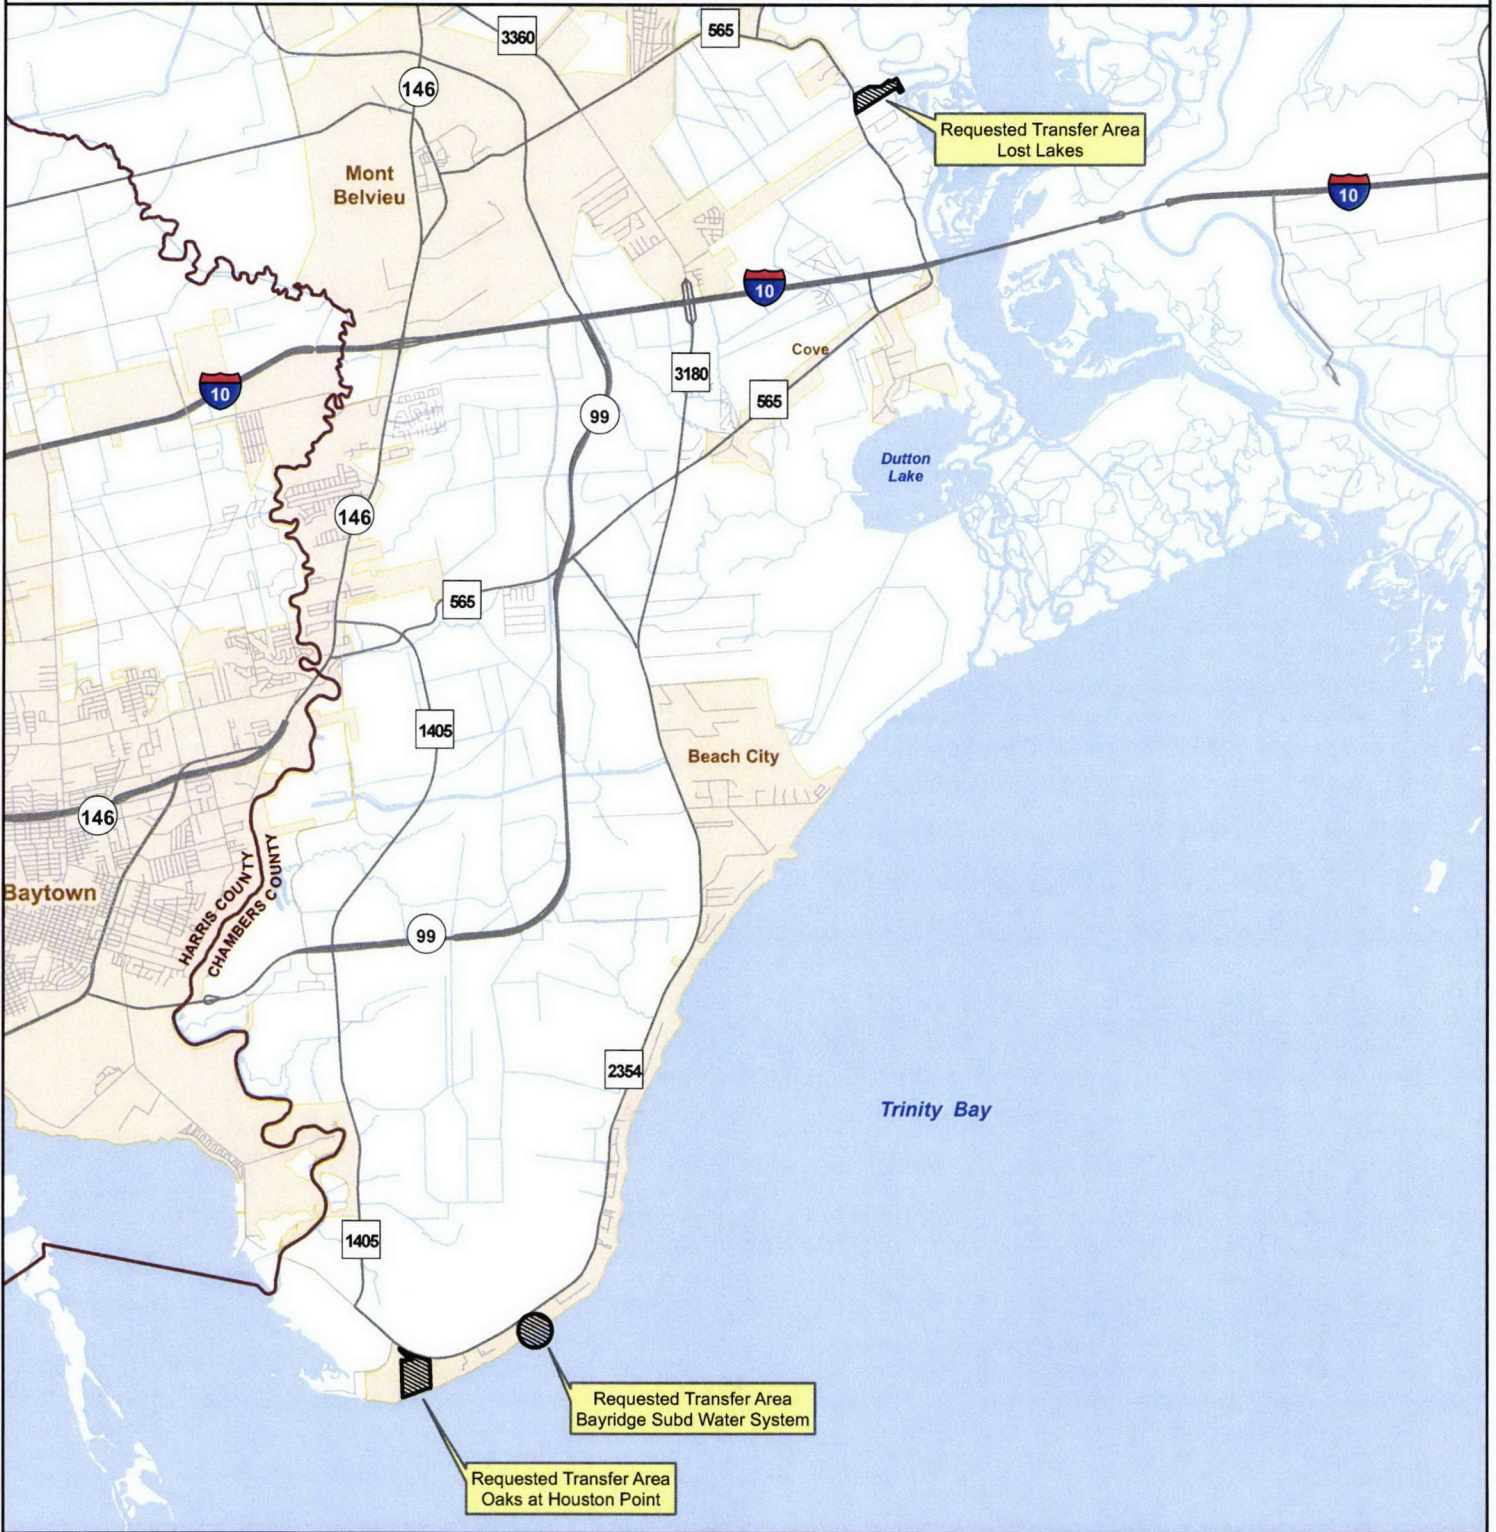 3360
565
146
Requested Transfer Area
Lost Lakes
Mont
Belvieu
10
10
10
Cove
3180
565
99
Dutton
Lake
146
565
1405
Beach City
146
HARRIS COUNTY
CHAMBERS COUNTY
Baytown
99
2354
Trinity Bay
1405
Requested Transfer Area
Bayridge Subd Water System
Requested Transfer Area
Oaks at Houston Point